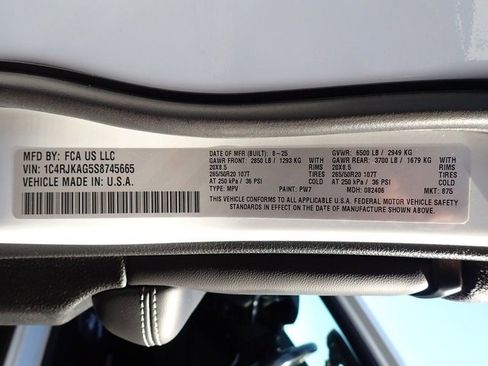 MFD BY: FCA US LLC
VIN: 1C4RJKAG5S8745665
VEHICLE MADE IN U.S.A.
DATE OF MFR (BUILT): 8-25 GVWR: 6500 LB / 2949 KG
GAWR FRONT: 2850 LB / 1293 KG GAWR REAR: 3700 LB / 1679 KG
20X8.5 RIMS 20X8.5 RIMS
265/50R20 107T TIRES 265/50R20 107T TIRES
AT 250 kPa / 36 PSI COLD AT 250 kPa / 36 PSI COLD
TYPE: MPV PAINT: PW7 MDH: 082406 MKT: 875
THIS VEHICLE CONFORMS TO ALL APPLICABLE U.S.A. FEDERAL MOTOR VEHICLE SAFETY
STANDARDS IN EFFECT ON THE DATE OF MANUFACTURE SHOWN ABOVE.